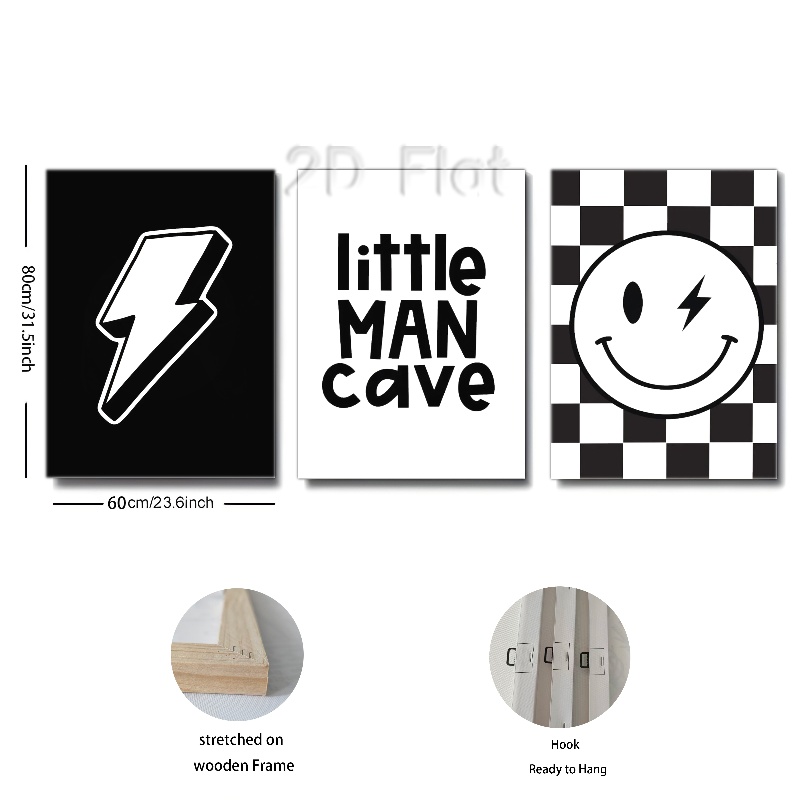 2D Flat
little
MAN
cave
80cm/31.5inch
60cm/23.6inch
stretched on
wooden Frame
Hook
Ready to Hang